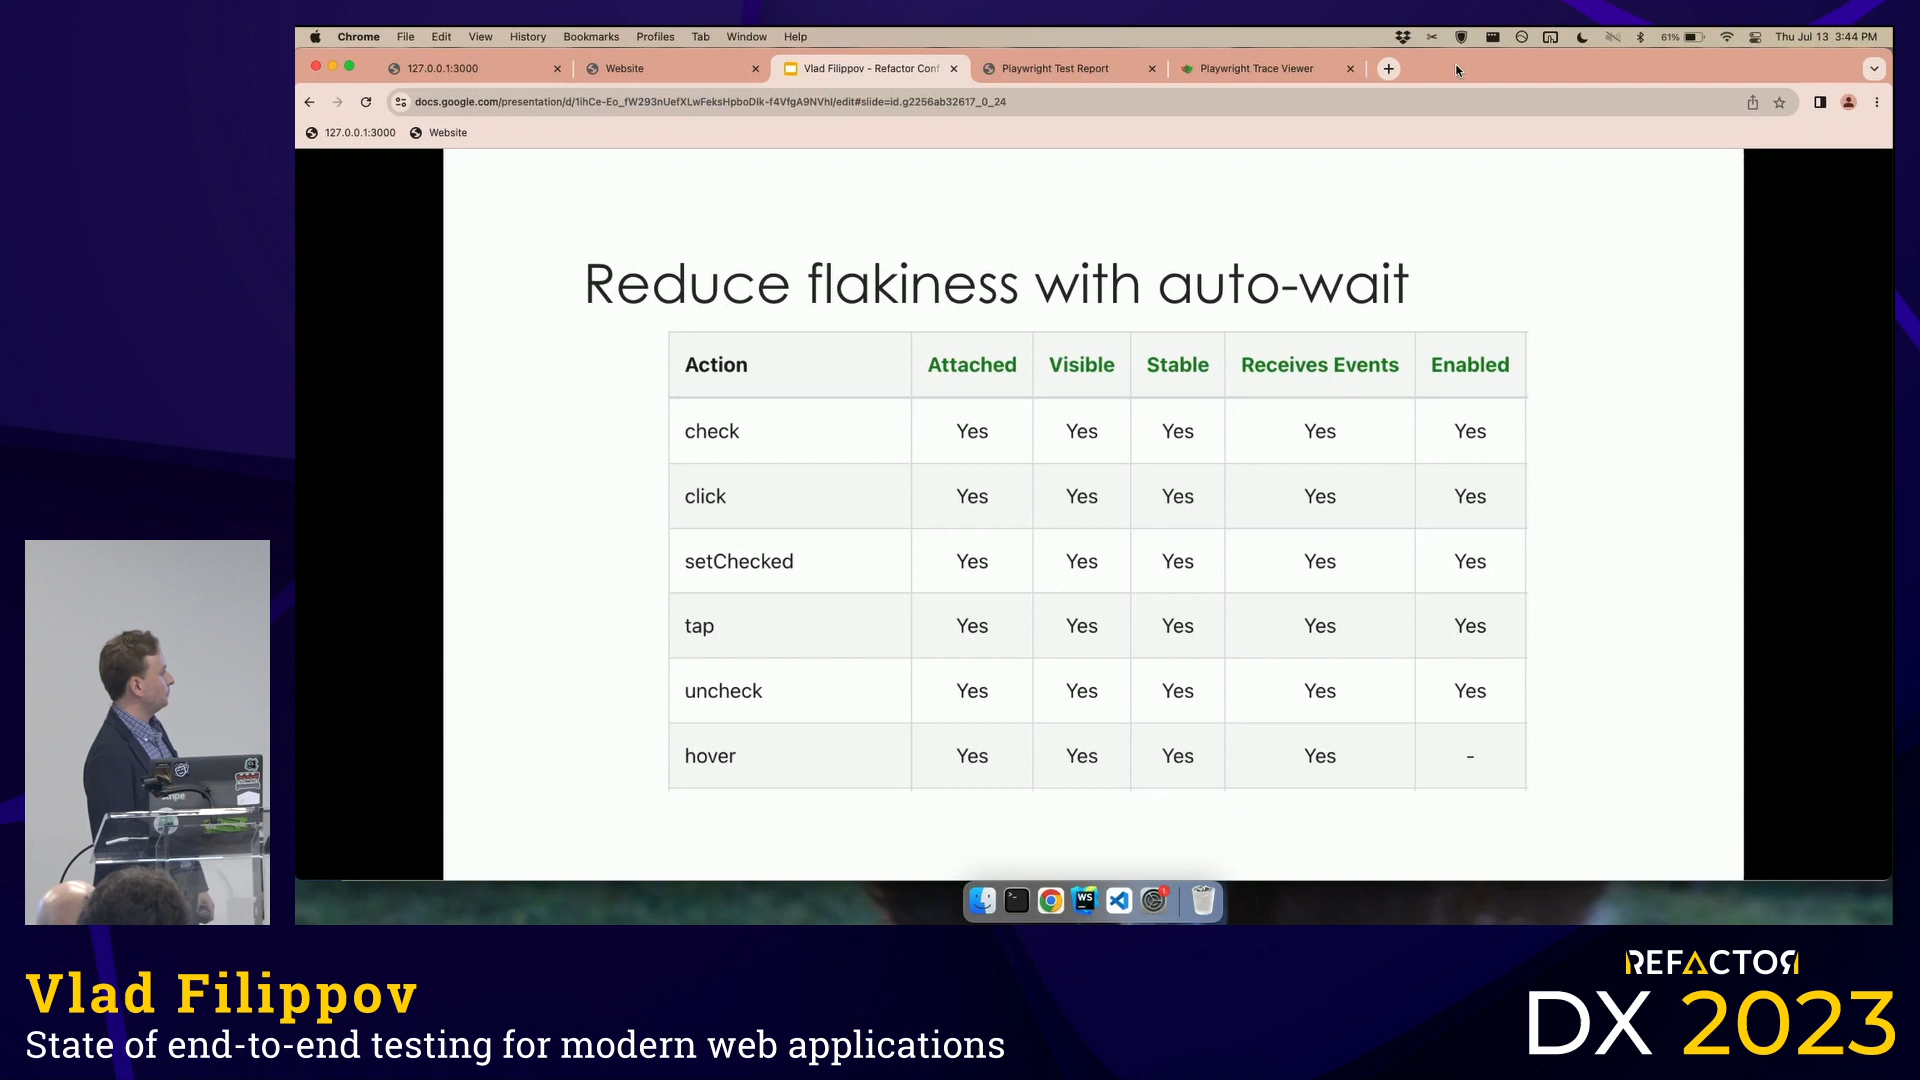 Chrome File Edit View History Bookmarks Profiles Tab Window Help 61% Thu Jul 13 3:44 PM
127.0.0.1:3000 Website Vlad Filippov - Refactor Conf Playwright Test Report Playwright Trace Viewer
docs.google.com/presentation/d/1ihCe-Eo_fW293nUefXLwFeksHpboDIk-f4VfgA9NVhI/edit#slide=id.g2256ab32617_0_24
127.0.0.1:3000 Website
Reduce flakiness with auto-wait
Action Attached Visible Stable Receives Events Enabled
check Yes Yes Yes Yes Yes
click Yes Yes Yes Yes Yes
setChecked Yes Yes Yes Yes Yes
tap Yes Yes Yes Yes Yes
uncheck Yes Yes Yes Yes Yes
hover Yes Yes Yes Yes -
WS
1
Vlad Filippov
State of end-to-end testing for modern web applications
REFACTOR
DX 2023